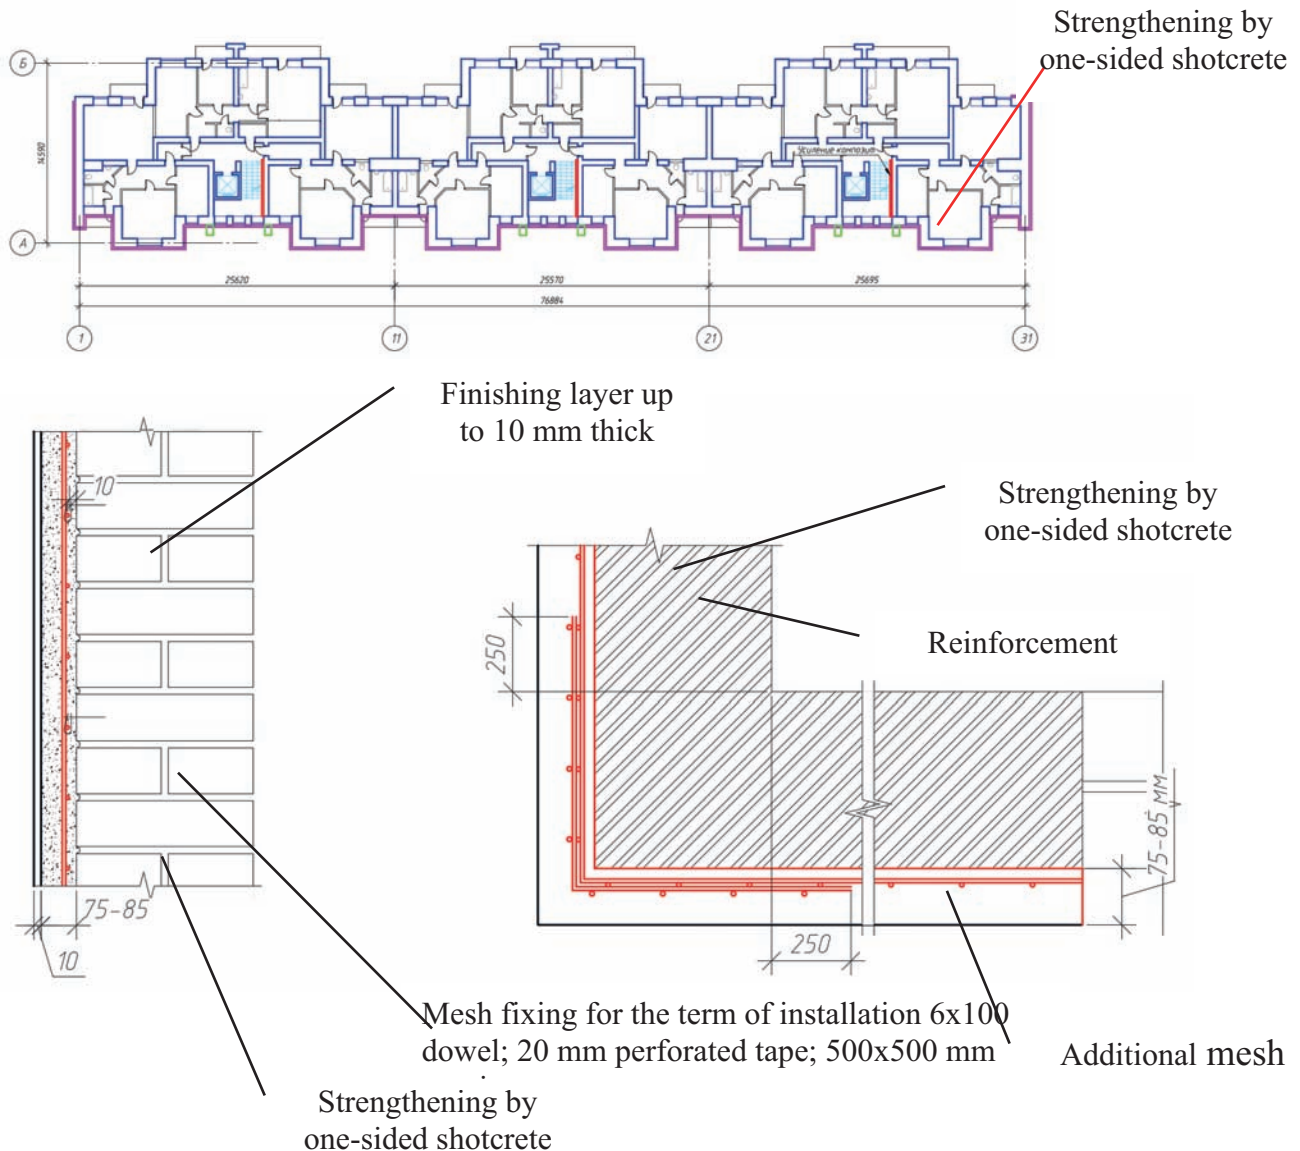 Strengthening by
one-sided shotcrete
Б
14590
А
Усиление композит
25620
25570
25695
76884
1
11
21
31
Finishing layer up
to 10 mm thick
10
75-85
10
Strengthening by
one-sided shotcrete
Reinforcement
250
250
75-85 мм
Mesh fixing for the term of installation 6x100
dowel; 20 mm perforated tape; 500x500 mm
.
Additional mesh
Strengthening by
one-sided shotcrete